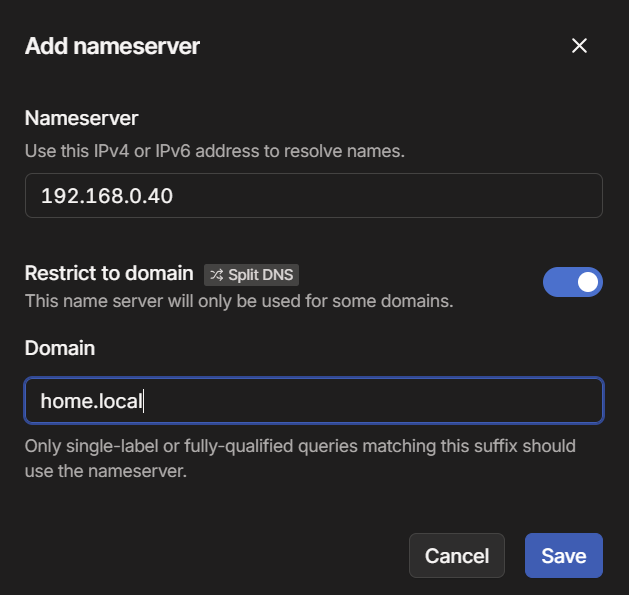 Add nameserver
Nameserver
Use this IPv4 or IPv6 address to resolve names.
192.168.0.40
Restrict to domain Split DNS
This name server will only be used for some domains.
Domain
home.local
Only single-label or fully-qualified queries matching this suffix should
use the nameserver.
Cancel Save